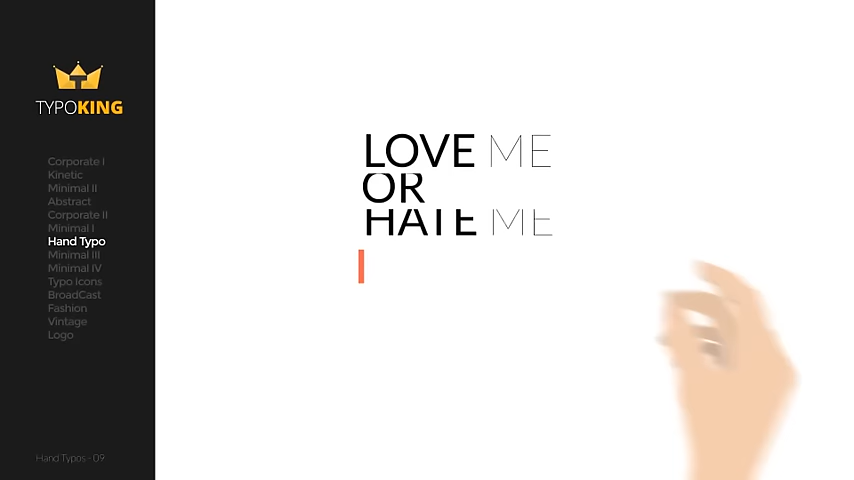 TYPOKING
Corporate I
Kinetic
Minimal II
Abstract
Corporate II
Minimal I
Hand Typo
Minimal III
Minimal IV
Typo Icons
BroadCast
Fashion
Vintage
Logo
Hand Typos - 09
LOVE ME
OR
HATE ME